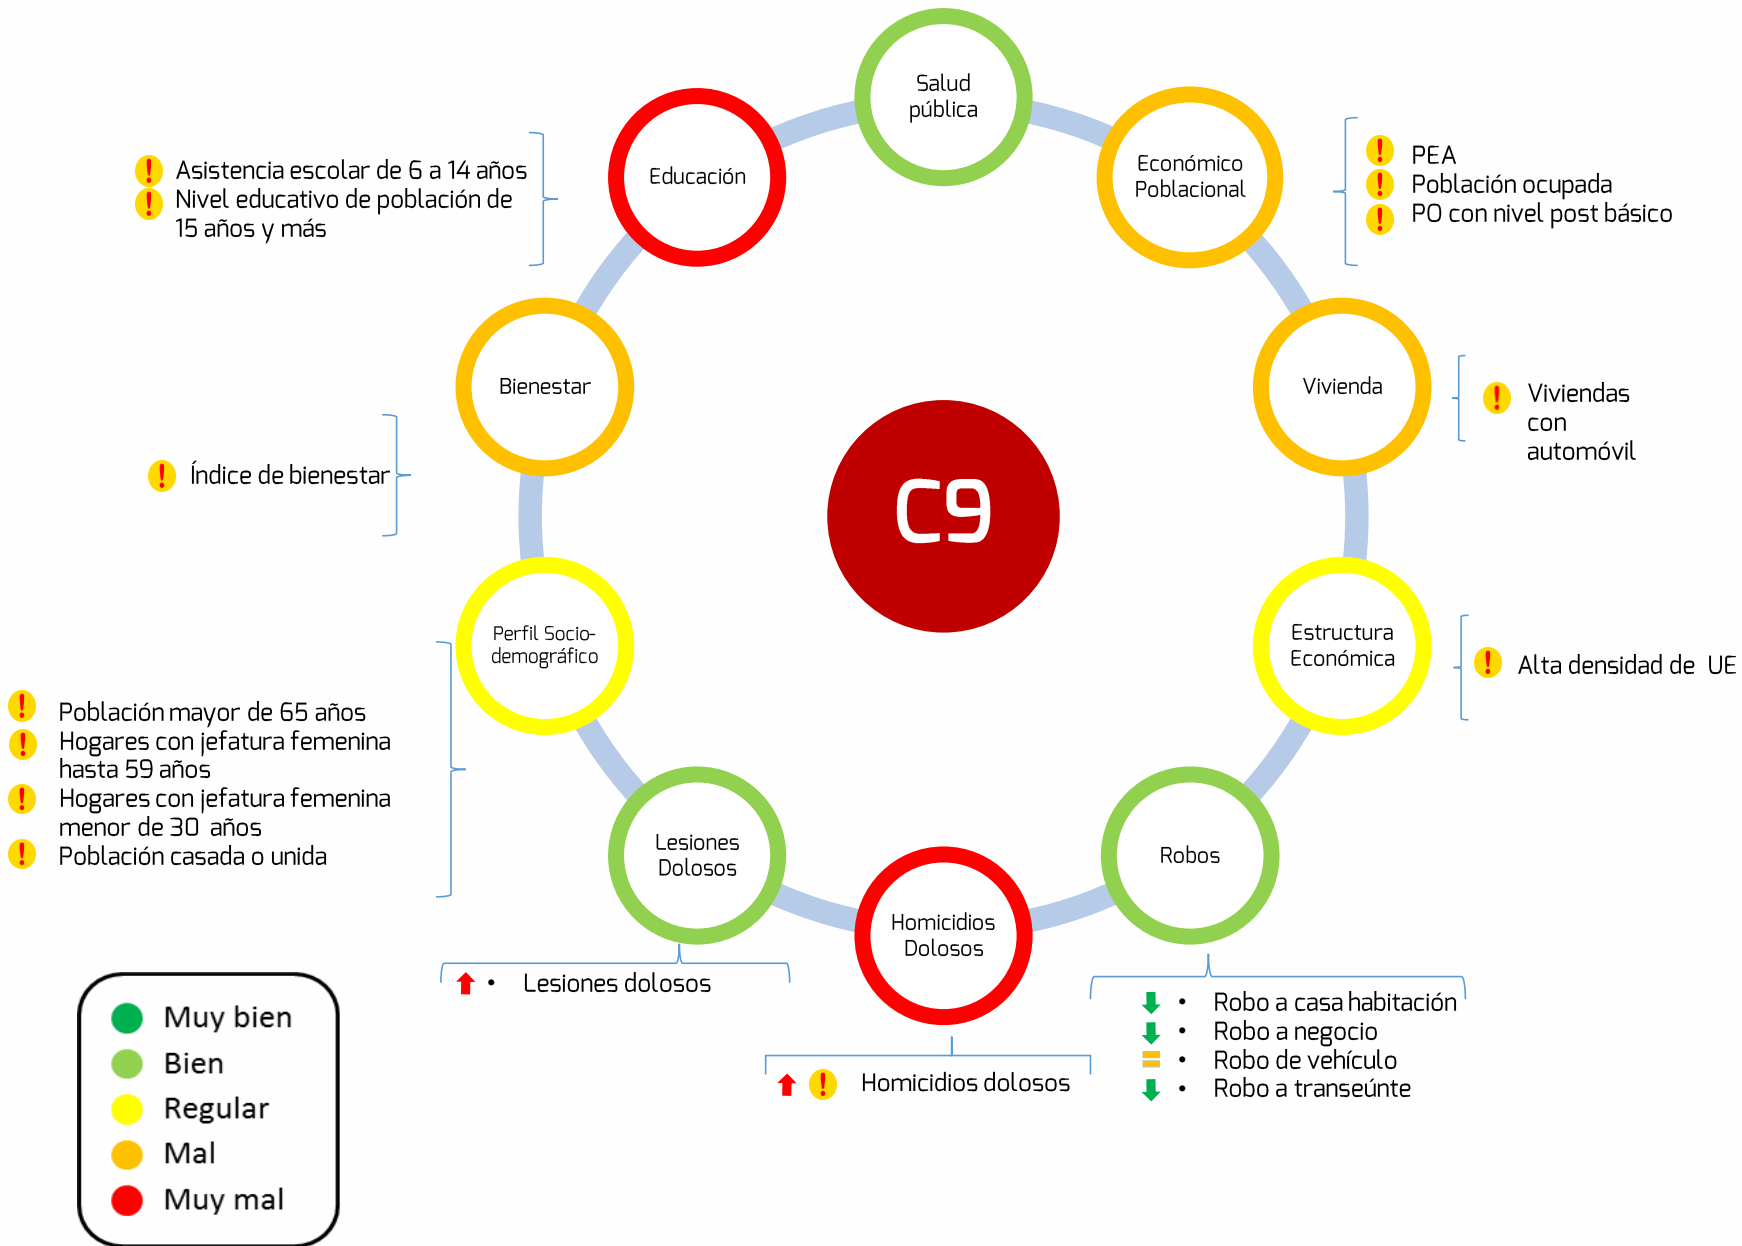 Salud
pública
Económico
Poblacional
! PEA
! Población ocupada
! PO con nivel post básico
Vivienda
! Viviendas
con
automóvil
Estructura
Económica
! Alta densidad de UE
Robos
• Robo a casa habitación
• Robo a negocio
• Robo de vehículo
• Robo a transeúnte
Homicidios
Dolosos
! Homicidios dolosos
Lesiones
Dolosos
• Lesiones dolosos
Perfil Socio-
demográfico
! Población mayor de 65 años
! Hogares con jefatura femenina
hasta 59 años
! Hogares con jefatura femenina
menor de 30 años
! Población casada o unida
Bienestar
! Índice de bienestar
Educación
! Asistencia escolar de 6 a 14 años
! Nivel educativo de población de
15 años y más
C9
Muy bien
Bien
Regular
Mal
Muy mal